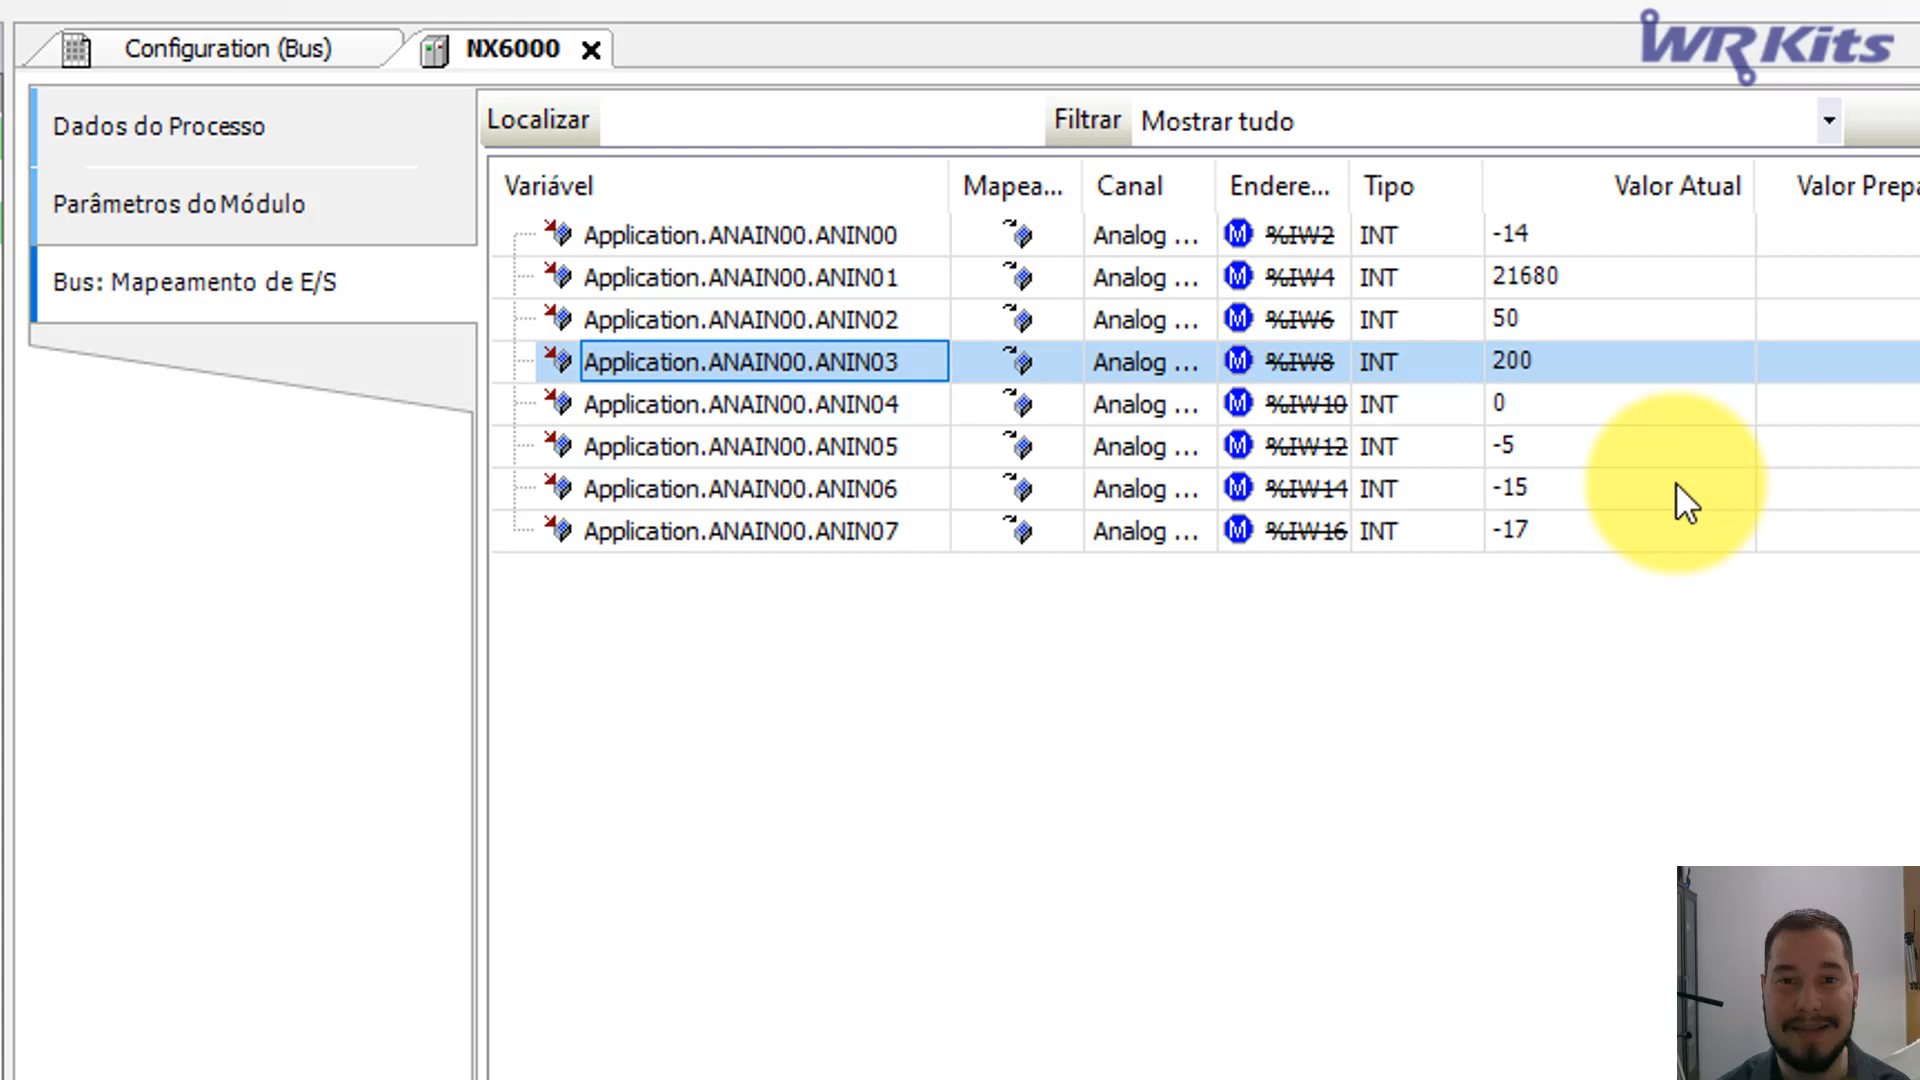 WR Kits
Configuration (Bus) NX6000
Dados do Processo
Parâmetros do Módulo
Bus: Mapeamento de E/S
Localizar Filtrar Mostrar tudo
Variável Mapea... Canal Endere... Tipo Valor Atual Valor Prepa
Application.ANAIN00.ANIN00 Analog ... M %IW2 INT -14
Application.ANAIN00.ANIN01 Analog ... M %IW4 INT 21680
Application.ANAIN00.ANIN02 Analog ... M %IW6 INT 50
Application.ANAIN00.ANIN03 Analog ... M %IW8 INT 200
Application.ANAIN00.ANIN04 Analog ... M %IW10 INT 0
Application.ANAIN00.ANIN05 Analog ... M %IW12 INT -5
Application.ANAIN00.ANIN06 Analog ... M %IW14 INT -15
Application.ANAIN00.ANIN07 Analog ... M %IW16 INT -17